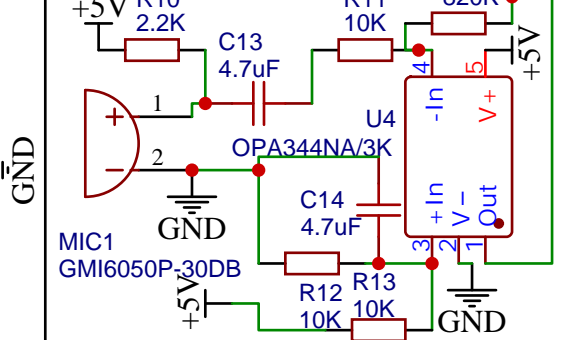 +5V
R10
2.2K
R11
10K
820K
C13
4.7uF
+5V
4
5
-In
V+
U4
OPA344NA/3K
1
+
2
−
GND
GND
C14
4.7uF
+In
V−
Out
3
2
1
MIC1
GMI6050P-30DB
+5V
R12
10K
R13
10K
GND